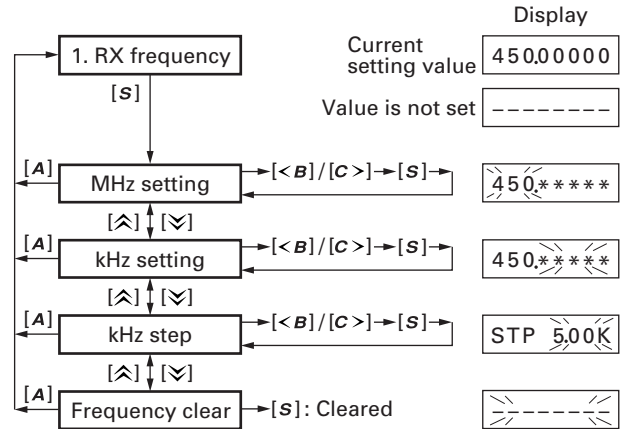 Display
1. RX frequency
Current
setting value
450.00000
[S]
Value is not set
--------
[A]
MHz setting
[<B]/[C>]
[S]
450.*****
[A]
kHz setting
[<B]/[C>]
[S]
450.*****
[A]
kHz step
[<B]/[C>]
[S]
STP 5.00K
[A]
Frequency clear
[S]: Cleared
--------